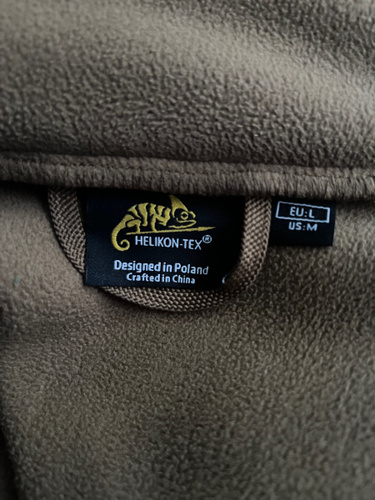 HELIKON-TEX®
Designed in Poland
Crafted in China
EU:L
US:M